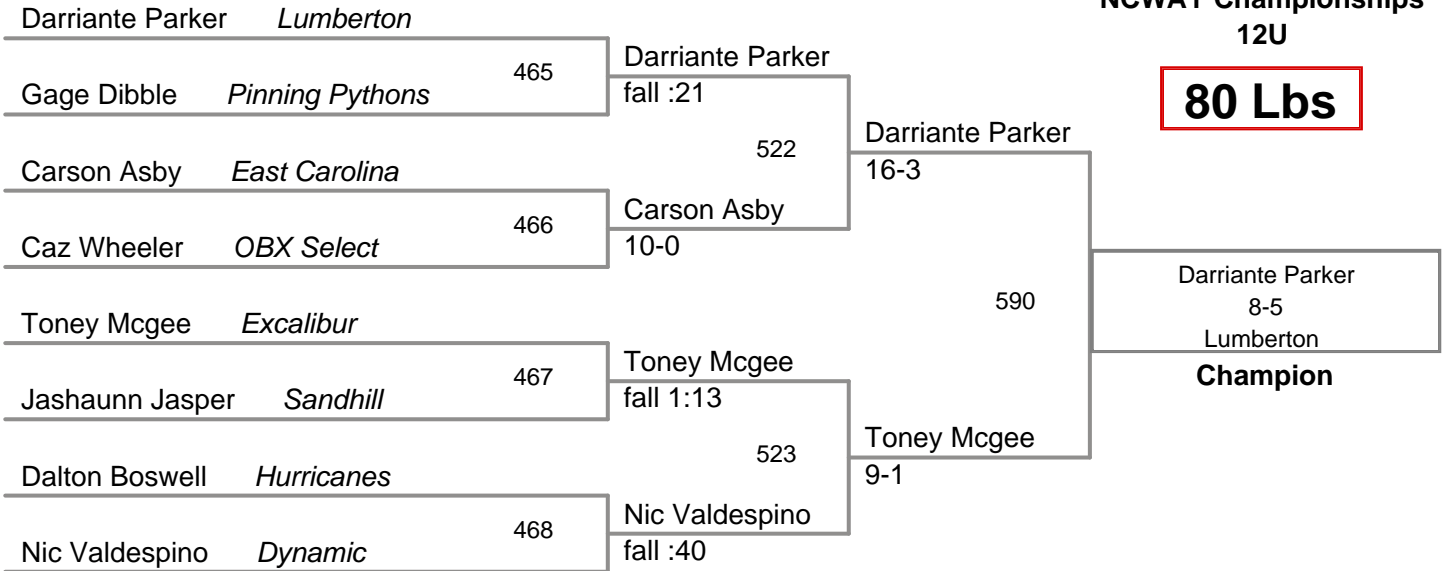 NCWAY Championships
12U
80 Lbs
Darriante Parker Lumberton
465
Gage Dibble Pinning Pythons
Carson Asby East Carolina
466
Caz Wheeler OBX Select
Toney Mcgee Excalibur
467
Jashaunn Jasper Sandhill
Dalton Boswell Hurricanes
468
Nic Valdespino Dynamic
Darriante Parker
fall :21
522
Carson Asby
10-0
Toney Mcgee
fall 1:13
523
Nic Valdespino
fall :40
Darriante Parker
16-3
590
Toney Mcgee
9-1
Darriante Parker
8-5
Lumberton
Champion